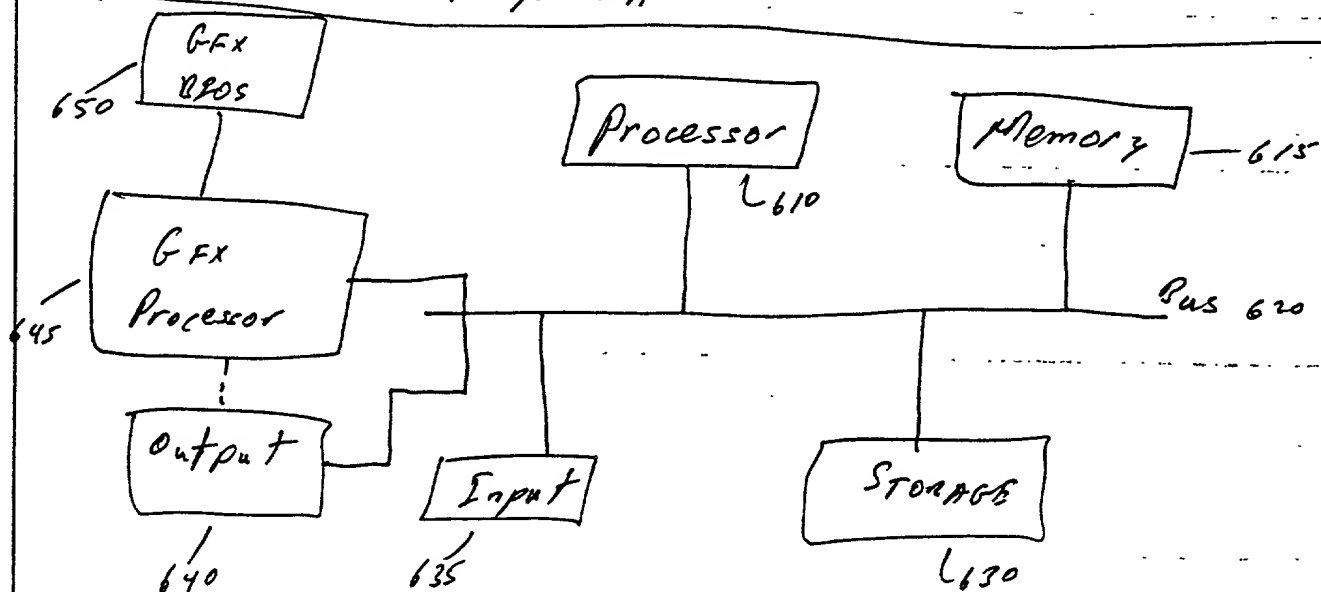 GFX
BIOS
650
Processor
610
Memory
615
GFX
Processor
645
Bus 620
Output
640
Input
635
STORAGE
630